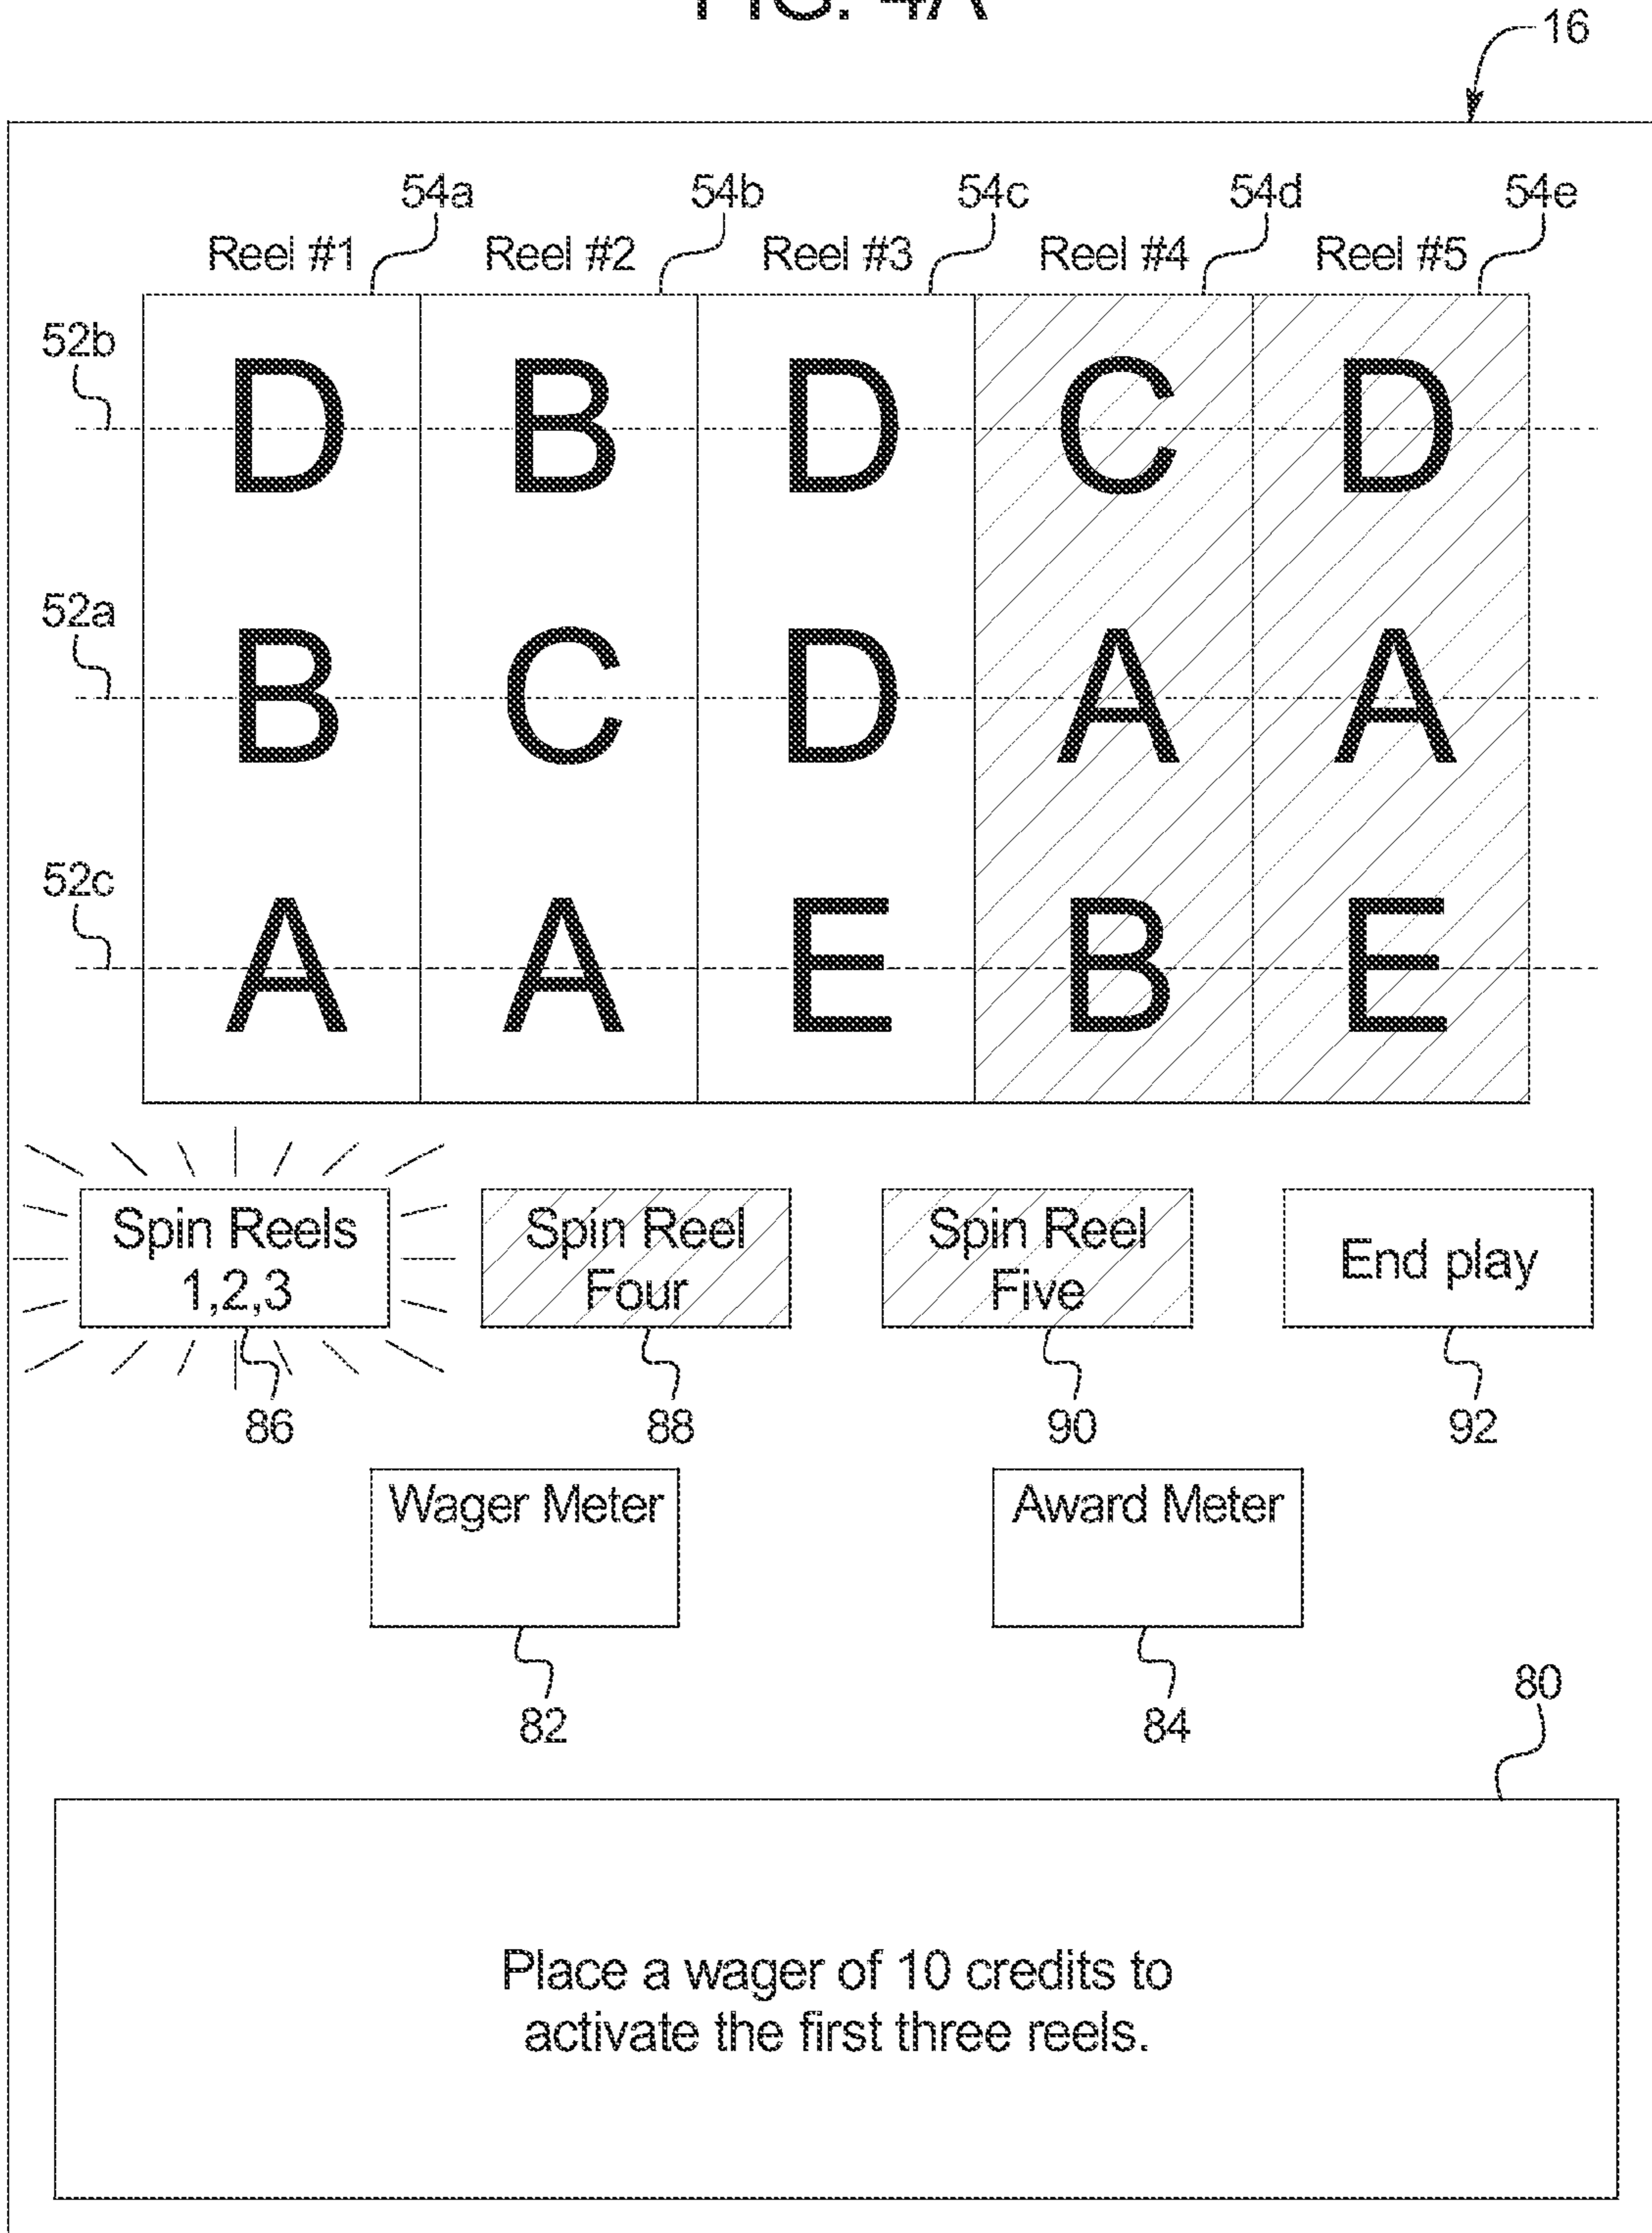 FIG. 4A
16
54a 54b 54c 54d 54e
Reel #1 Reel #2 Reel #3 Reel #4 Reel #5
52b
D B D C D
52a
B C D A A
52c
A A E B E
Spin Reels
1,2,3
Spin Reel
Four
Spin Reel
Five
End play
86 88 90 92
Wager Meter
Award Meter
82 84
80
Place a wager of 10 credits to
activate the first three reels.